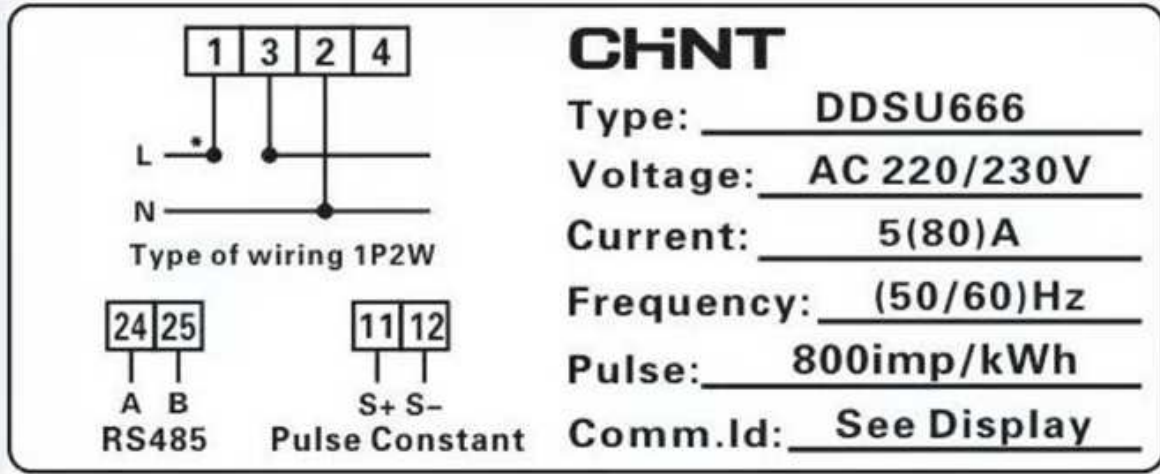 1 3 2 4
L
N
Type of wiring 1P2W
24 25
A B
RS485
11 12
S+ S-
Pulse Constant
CHiNT
Type: DDSU666
Voltage: AC 220/230V
Current: 5(80)A
Frequency: (50/60)Hz
Pulse: 800imp/kWh
Comm.Id: See Display